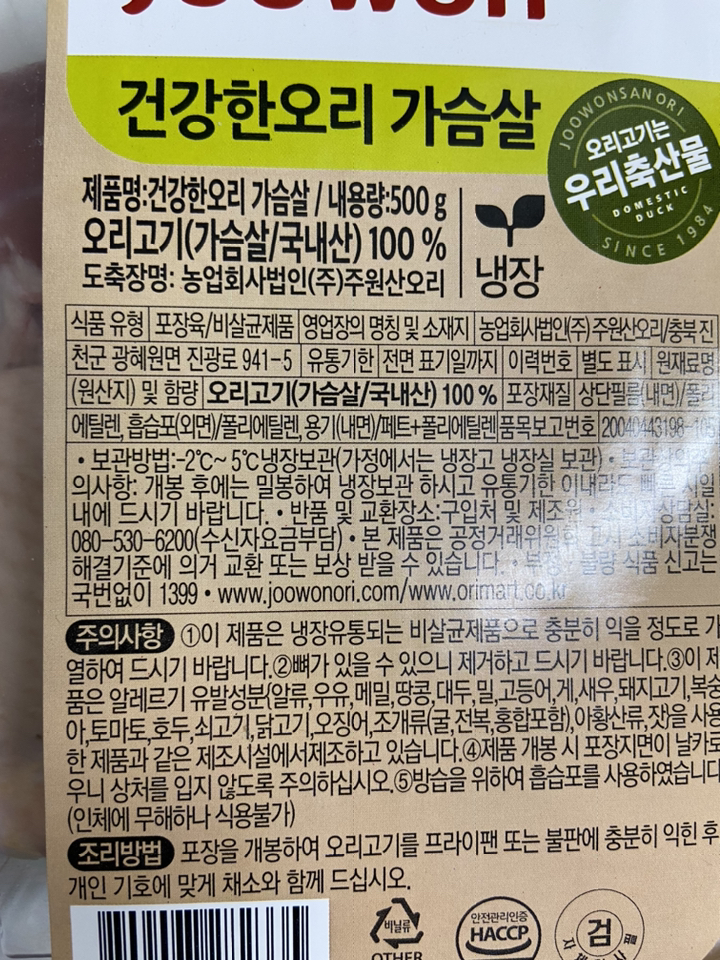 JOOWON
건강한오리 가슴살
JOOWONSANORI
오리고기는
우리축산물
DOMESTIC
DUCK
SINCE 1984
제품명:건강한오리 가슴살 / 내용량:500 g
오리고기(가슴살/국내산) 100 %
도축장명: 농업회사법인(주)주원산오리
냉장
식품 유형 포장육/비살균제품 영업장의 명칭 및 소재지 농업회사법인(주) 주원산오리/충북 진
천군 광혜원면 진광로 941-5 유통기한 전면 표기일까지 이력번호 별도 표시 원재료명
(원산지) 및 함량 오리고기(가슴살/국내산) 100 % 포장재질 상단필름(내면)/폴리
에틸렌, 흡습포(외면)/폴리에틸렌, 용기(내면)/페트+폴리에틸렌 품목보고번호 20040443198-105
• 보관방법:-2℃~ 5℃ 냉장보관(가정에서는 냉장고 냉장실 보관) •
의사항: 개봉 후에는 밀봉하여 냉장보관 하시고 유통기한 이내라도 빠른 시일
내에 드시기 바랍니다. • 반품 및 교환장소:구입처 및 제조원 • 소비자상담실:
080-530-6200(수신자요금부담) • 본 제품은 공정거래위원회 고시 소비자분쟁
해결기준에 의거 교환 또는 보상 받을 수 있습니다. • 부정·불량 식품 신고는
국번없이 1399 • www.joowonori.com/www.orimart.co.kr
주의사항 ①이 제품은 냉장유통되는 비살균제품으로 충분히 익을 정도로 가
열하여 드시기 바랍니다.②뼈가 있을 수 있으니 제거하고 드시기 바랍니다.③이 제
품은 알레르기 유발성분(알류,우유,메밀,땅콩,대두,밀,고등어,게,새우,돼지고기,복숭
아,토마토,호두,쇠고기,닭고기,오징어,조개류(굴,전복,홍합포함),아황산류,잣)을 사용
한 제품과 같은 제조시설에서제조하고 있습니다.④제품 개봉 시 포장지면이 날카로
우니 상처를 입지 않도록 주의하십시오.⑤방습을 위하여 흡습포를 사용하였습니다
(인체에 무해하나 식용불가)
조리방법 포장을 개봉하여 오리고기를 프라이팬 또는 불판에 충분히 익힌 후
개인 기호에 맞게 채소와 함께 드십시오.
비닐류
OTHER
안전관리인증
HACCP
검